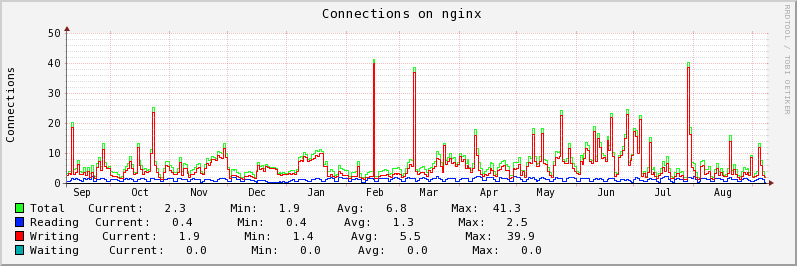 Connections on nginx
RRDTOOL / TOBI OETIKER
Connections
50
40
30
20
10
0
Sep Oct Nov Dec Jan Feb Mar Apr May Jun Jul Aug
Total Current: 2.3 Min: 1.9 Avg: 6.8 Max: 41.3
Reading Current: 0.4 Min: 0.4 Avg: 1.3 Max: 2.5
Writing Current: 1.9 Min: 1.4 Avg: 5.5 Max: 39.9
Waiting Current: 0.0 Min: 0.0 Avg: 0.0 Max: 0.0